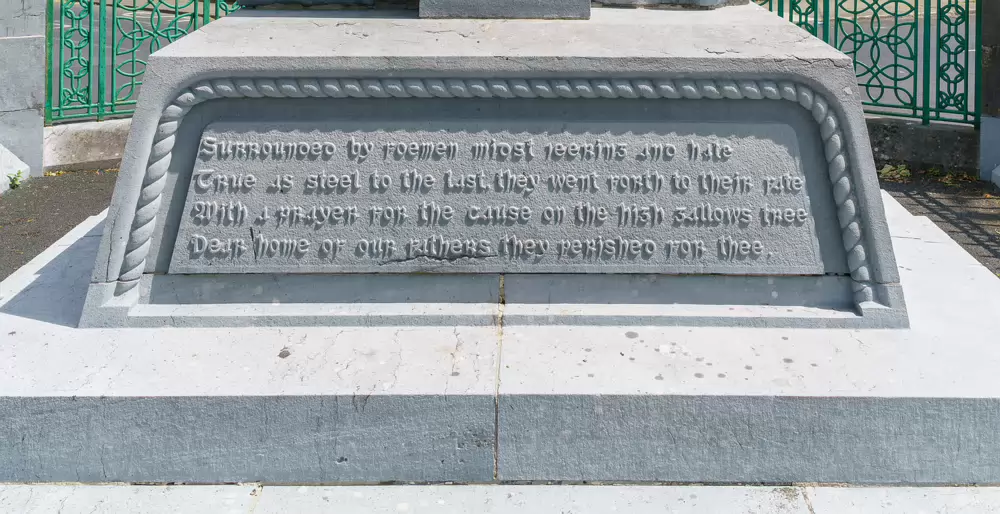 Surrounded by foemen midst jeering and hate
True as steel to the last they went forth to their fate
With a prayer for the cause on the high gallows tree
Dear home of our fathers they perished for thee.